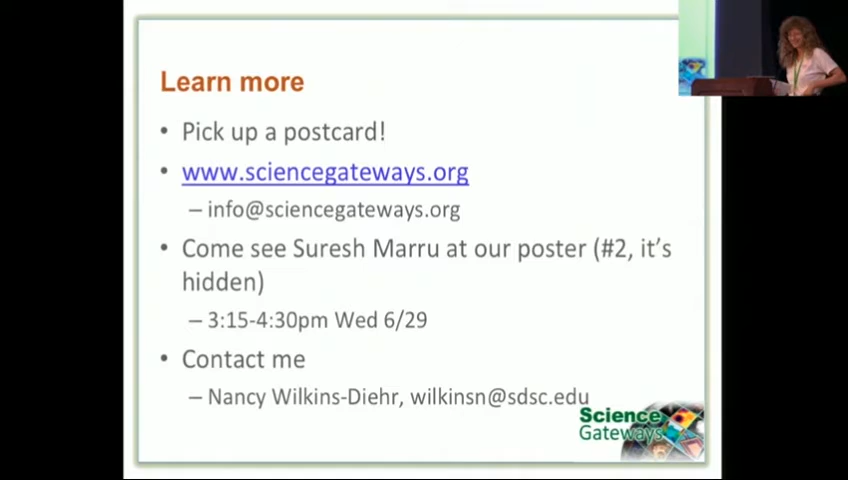 Learn more
• Pick up a postcard!
• www.sciencegateways.org
– info@sciencegateways.org
• Come see Suresh Marru at our poster (#2, it's
hidden)
– 3:15-4:30pm Wed 6/29
• Contact me
– Nancy Wilkins-Diehr, wilkinsn@sdsc.edu
Science
Gateways